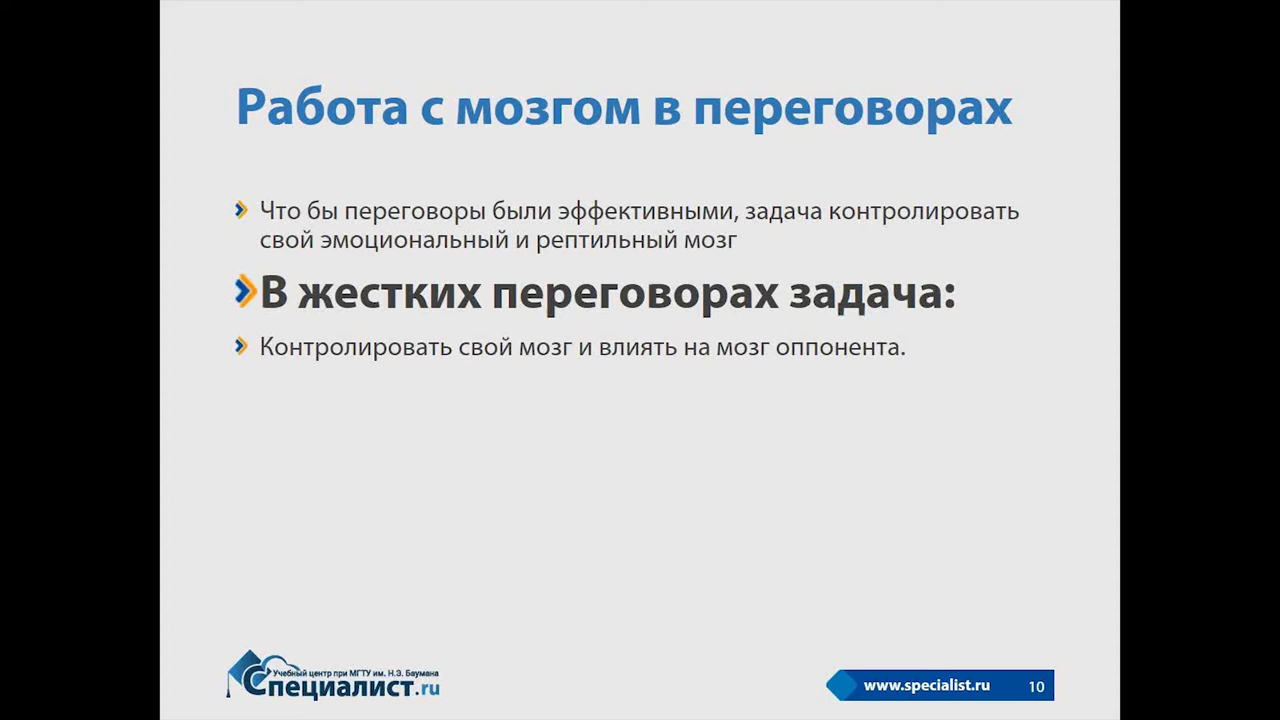 Работа с мозгом в переговорах
Что бы переговоры были эффективными, задача контролировать
свой эмоциональный и рептильный мозг
В жестких переговорах задача:
Контролировать свой мозг и влиять на мозг оппонента.
Учебный центр при МГТУ им. Н.Э. Баумана
Специалист.ru
www.specialist.ru 10